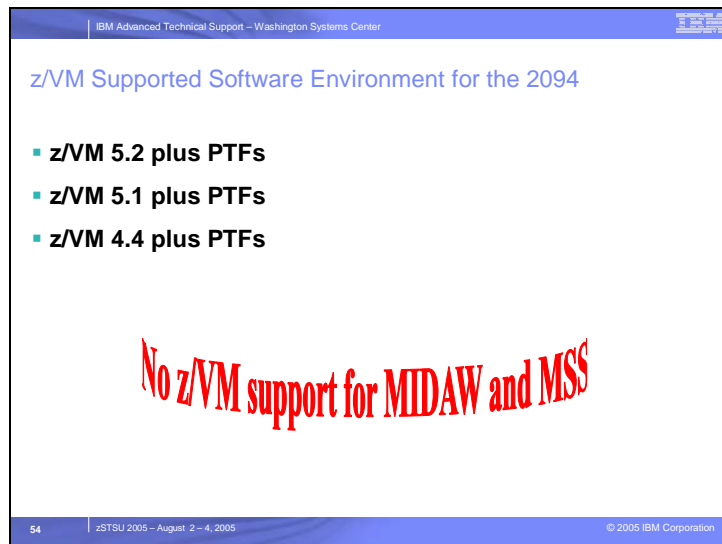 IBM Advanced Technical Support – Washington Systems Center
IBM
z/VM Supported Software Environment for the 2094
▪ z/VM 5.2 plus PTFs
▪ z/VM 5.1 plus PTFs
▪ z/VM 4.4 plus PTFs
No z/VM support for MIDAW and MSS
54 zSTSU 2005 – August 2 – 4, 2005 © 2005 IBM Corporation